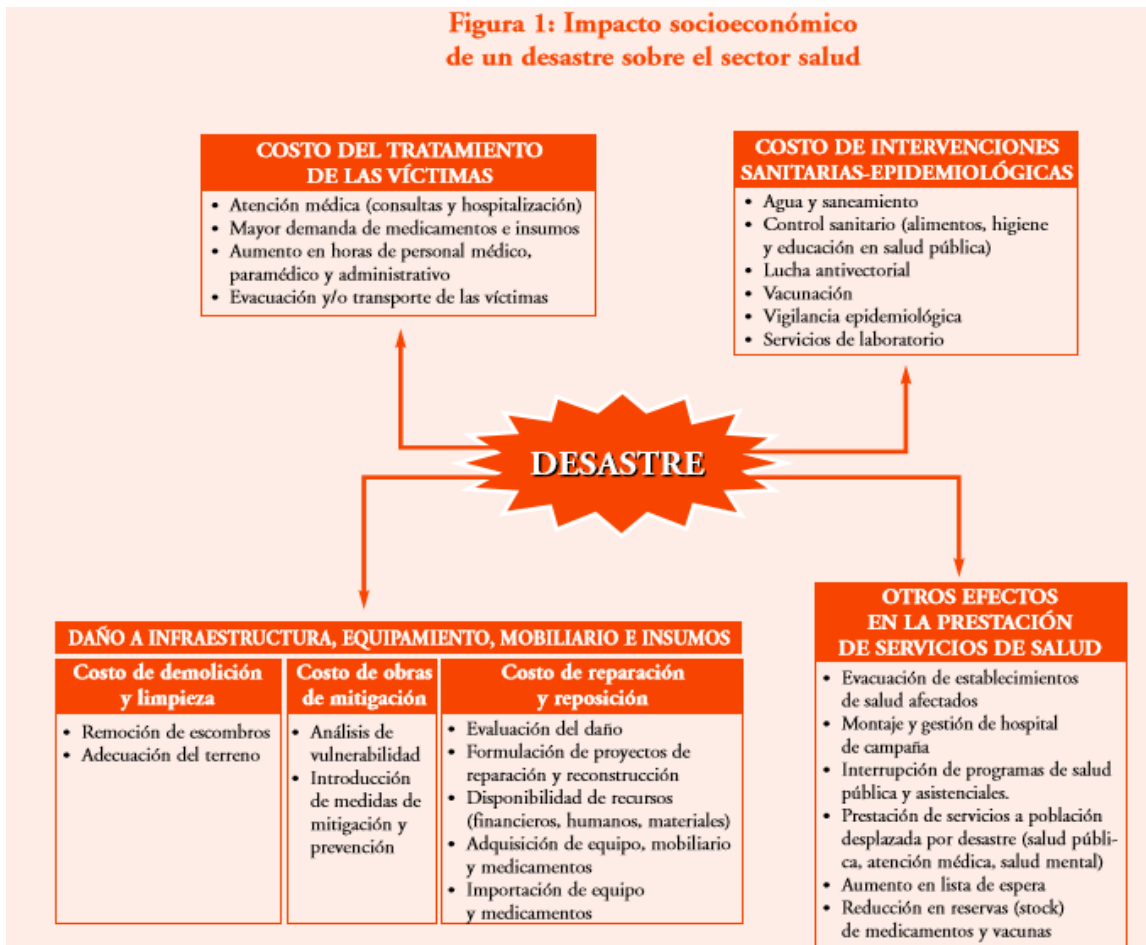 Figura 1: Impacto socioeconómico
de un desastre sobre el sector salud
COSTO DEL TRATAMIENTO
DE LAS VÍCTIMAS
• Atención médica (consultas y hospitalización)
• Mayor demanda de medicamentos e insumos
• Aumento en horas de personal médico,
paramédico y administrativo
• Evacuación y/o transporte de las víctimas
COSTO DE INTERVENCIONES
SANITARIAS-EPIDEMIOLÓGICAS
• Agua y saneamiento
• Control sanitario (alimentos, higiene
y educación en salud pública)
• Lucha antivectorial
• Vacunación
• Vigilancia epidemiológica
• Servicios de laboratorio
DESASTRE
DAÑO A INFRAESTRUCTURA, EQUIPAMIENTO, MOBILIARIO E INSUMOS
Costo de demolición
y limpieza
• Remoción de escombros
• Adecuación del terreno
Costo de obras
de mitigación
• Análisis de
vulnerabilidad
• Introducción
de medidas de
mitigación y
prevención
Costo de reparación
y reposición
• Evaluación del daño
• Formulación de proyectos de
reparación y reconstrucción
• Disponibilidad de recursos
(financieros, humanos, materiales)
• Adquisición de equipo, mobiliario
y medicamentos
• Importación de equipo
y medicamentos
OTROS EFECTOS
EN LA PRESTACIÓN
DE SERVICIOS DE SALUD
• Evacuación de establecimientos
de salud afectados
• Montaje y gestión de hospital
de campaña
• Interrupción de programas de salud
pública y asistenciales.
• Prestación de servicios a población
desplazada por desastre (salud públi-
ca, atención médica, salud mental)
• Aumento en lista de espera
• Reducción en reservas (stock)
de medicamentos y vacunas